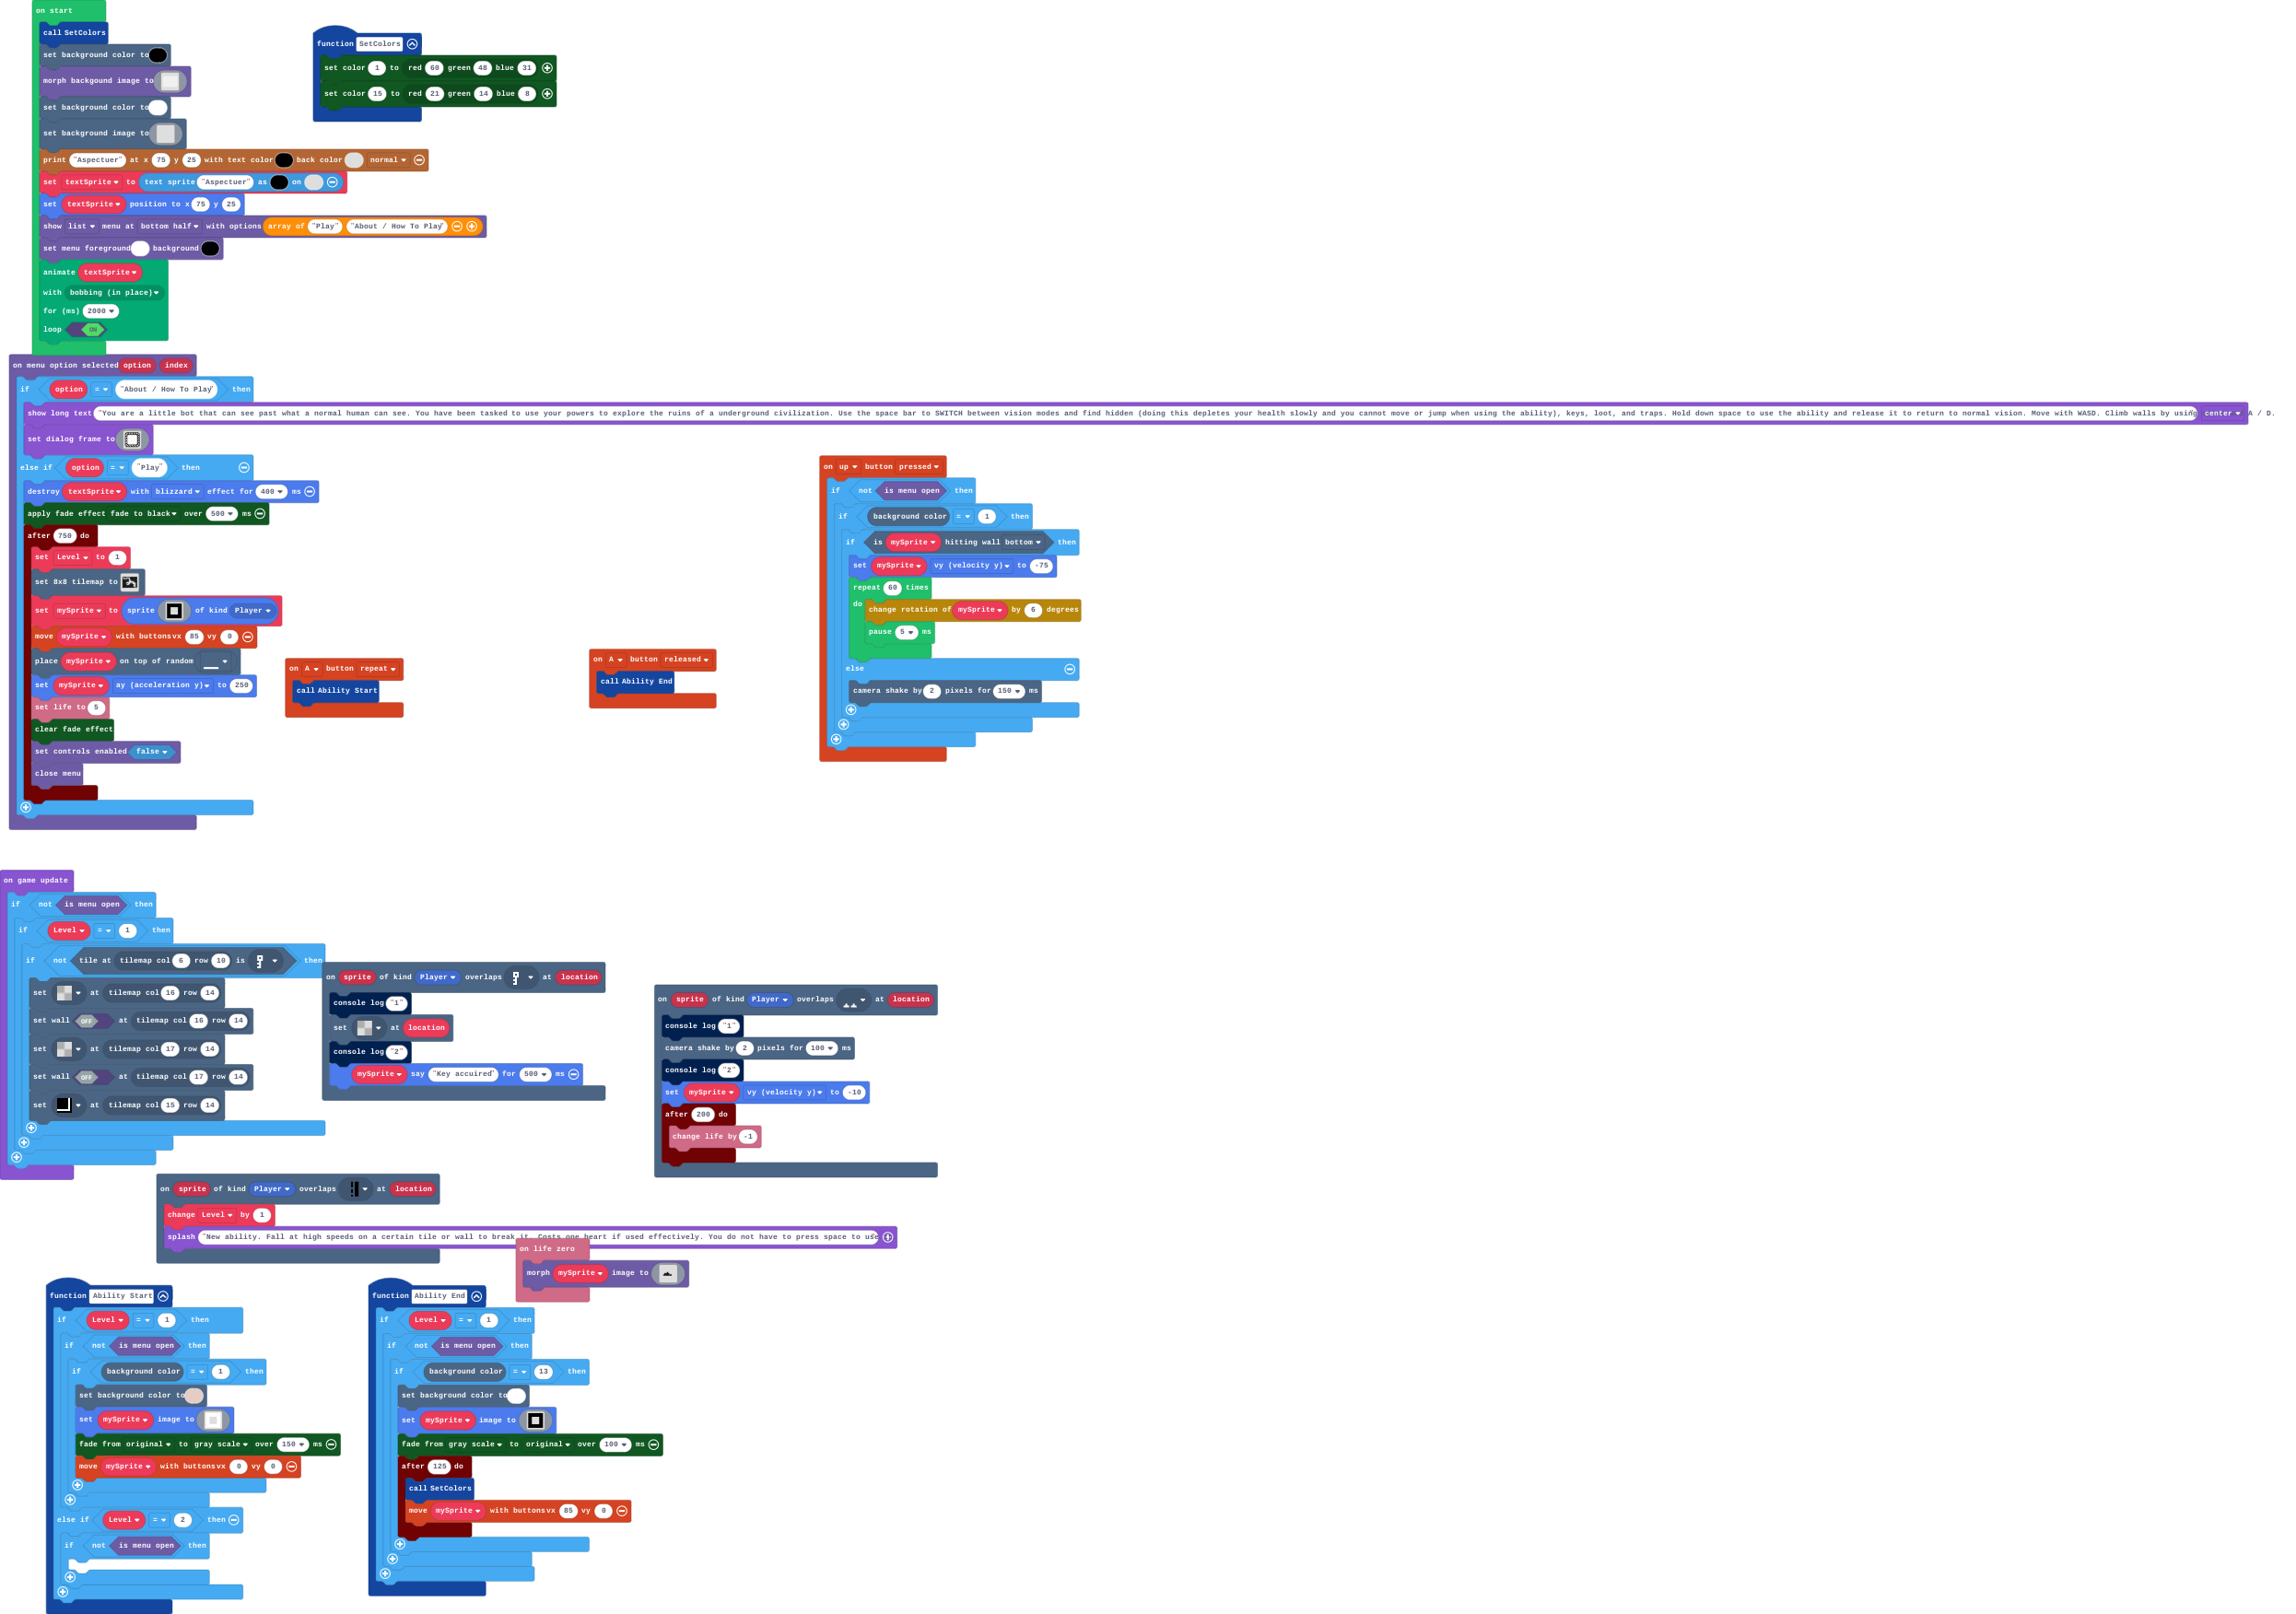 on start
call SetColors
set background color to
morph backgound image to
set background color to
set background image to
print "Aspectuer" at x 75 y 25 with text color back color normal
set textSprite to text sprite "Aspectuer" as on
set textSprite position to x 75 y 25
show list menu at bottom half with options array of "Play" "About / How To Play"
set menu foreground background
animate textSprite
with bobbing (in place)
for (ms) 2000
loop ON
function SetColors
set color 1 to red 60 green 48 blue 31
set color 15 to red 21 green 14 blue 8
on menu option selected option index
if option = "About / How To Play" then
show long text "You are a little bot that can see past what a normal human can see. You have been tasked to use your powers to explore the ruins of a underground civilization. Use the space bar to SWITCH between vision modes and find hidden (doing this depletes your health slowly and you cannot move or jump when using the ability), keys, loot, and traps. Hold down space to use the ability and release it to return to normal vision. Move with WASD. Climb walls by using center A / D.
set dialog frame to
else if option = "Play" then
destroy textSprite with blizzard effect for 400 ms
apply fade effect fade to black over 500 ms
after 750 do
set Level to 1
set 8x8 tilemap to
set mySprite to sprite of kind Player
move mySprite with buttons vx 85 vy 0
place mySprite on top of random
set mySprite ay (acceleration y) to 250
set life to 5
clear fade effect
set controls enabled false
close menu
on A button repeat
call Ability Start
on A button released
call Ability End
on up button pressed
if not is menu open then
if background color = 1 then
if is mySprite hitting wall bottom then
set mySprite vy (velocity y) to -75
repeat 60 times
do change rotation of mySprite by 6 degrees
pause 5 ms
else
camera shake by 2 pixels for 150 ms
on game update
if not is menu open then
if Level = 1 then
if not tile at tilemap col 6 row 10 is then
set at tilemap col 16 row 14
set wall OFF at tilemap col 16 row 14
set at tilemap col 17 row 14
set wall OFF at tilemap col 17 row 14
set at tilemap col 15 row 14
on sprite of kind Player overlaps at location
console log "1"
set at location
console log "2"
mySprite say "Key accuired" for 500 ms
on sprite of kind Player overlaps at location
console log "1"
camera shake by 2 pixels for 100 ms
console log "2"
set mySprite vy (velocity y) to -10
after 200 do
change life by -1
on sprite of kind Player overlaps at location
change Level by 1
splash "New ability. Fall at high speeds on a certain tile or wall to break it. Costs one heart if used effectively. You do not have to press space to use
on life zero
morph mySprite image to
function Ability Start
if Level = 1 then
if not is menu open then
if background color = 1 then
set background color to
set mySprite image to
fade from original to gray scale over 150 ms
move mySprite with buttons vx 0 vy 0
else if Level = 2 then
if not is menu open then
function Ability End
if Level = 1 then
if not is menu open then
if background color = 13 then
set background color to
set mySprite image to
fade from gray scale to original over 100 ms
after 125 do
call SetColors
move mySprite with buttons vx 85 vy 0